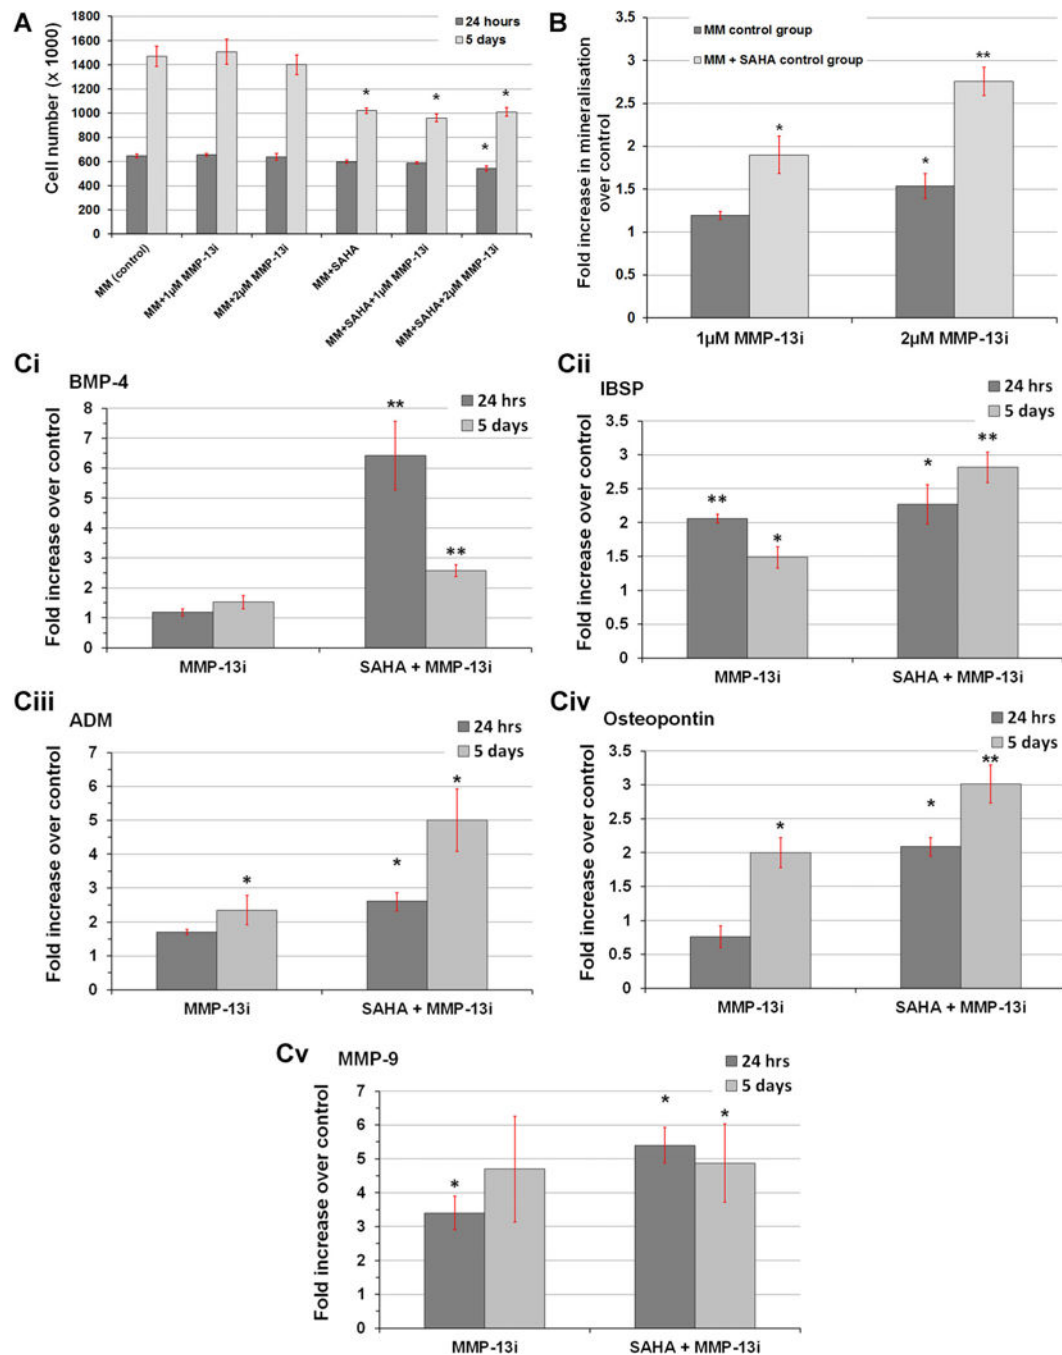 A
Cell number (x 1000)
1800
1600
1400
1200
1000
800
600
400
200
0
24 hours
5 days
*
*
*
*
MM (control)
MM+1µM MMP-13i
MM+2µM MMP-13i
MM+SAHA
MM+SAHA+1µM MMP-13i
MM+SAHA+2µM MMP-13i
B
Fold increase in mineralisation
over control
3.5
3
2.5
2
1.5
1
0.5
0
MM control group
MM + SAHA control group
*
*
**
1µM MMP-13i
2µM MMP-13i
Ci
BMP-4
Fold increase over control
8
7
6
5
4
3
2
1
0
24 hrs
5 days
**
**
MMP-13i
SAHA + MMP-13i
Cii
IBSP
Fold increase over control
3.5
3
2.5
2
1.5
1
0.5
0
24 hrs
5 days
**
*
*
**
MMP-13i
SAHA + MMP-13i
Ciii
ADM
Fold increase over control
7
6
5
4
3
2
1
0
24 hrs
5 days
*
*
*
MMP-13i
SAHA + MMP-13i
Civ
Osteopontin
Fold increase over control
3.5
3
2.5
2
1.5
1
0.5
0
24 hrs
5 days
*
*
**
MMP-13i
SAHA + MMP-13i
Cv
MMP-9
Fold increase over control
7
6
5
4
3
2
1
0
24 hrs
5 days
*
*
*
MMP-13i
SAHA + MMP-13i